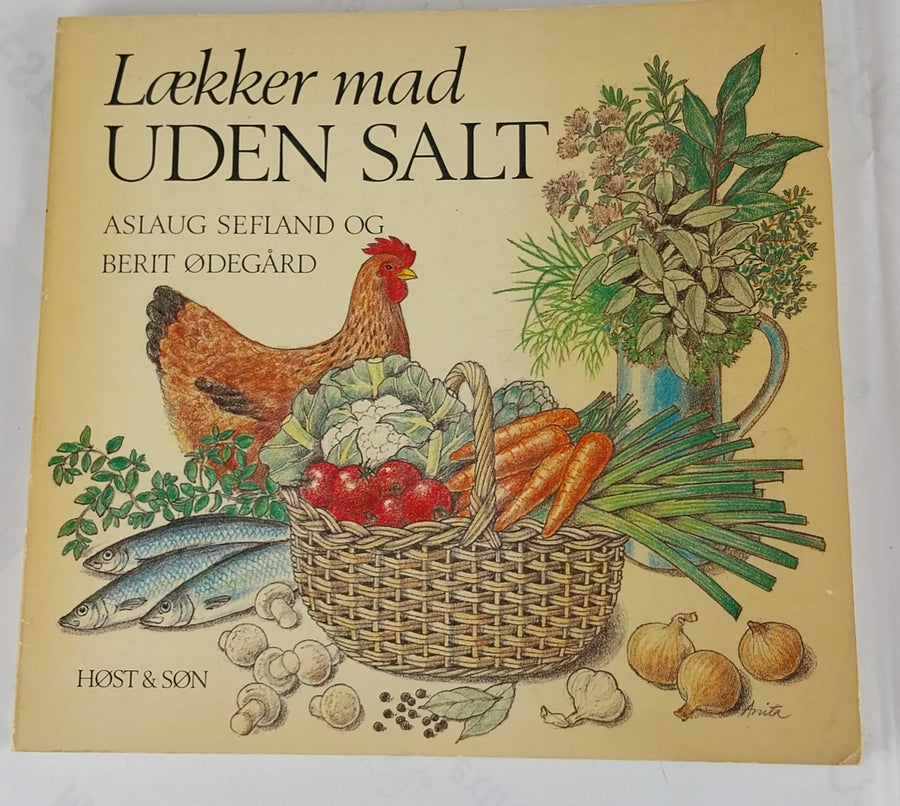 Lækker mad
UDEN SALT
ASLAUG SEFLAND OG
BERIT ØDEGÅRD
HØST & SØN
Anita